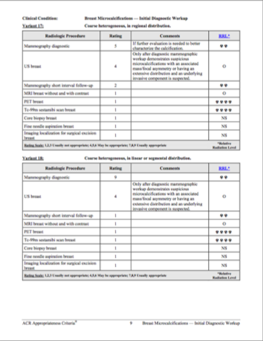 Clinical Condition: Breast Microcalcifications — Initial Diagnostic Workup
Variant 17: Coarse heterogeneous, in regional distribution.
Radiologic Procedure Rating Comments RRL*
Mammography diagnostic 5 If further evaluation is needed to better
characterize the calcification.
US breast 4 Only after diagnostic mammographic
workup demonstrates suspicious
microcalcifications with an associated
mass/focal asymmetry or having an
extensive distribution and an underlying
invasive component is suspected. O
Mammography short interval follow-up 2
MRI breast without and with contrast 1 O
PET breast 1
Tc-99m sestamibi scan breast 1
Core biopsy breast 1 NS
Fine needle aspiration breast 1 NS
Imaging localization for surgical excision
breast 1 NS
Rating Scale: 1,2,3 Usually not appropriate; 4,5,6 May be appropriate; 7,8,9 Usually appropriate *Relative
Radiation Level
Variant 18: Coarse heterogeneous, in linear or segmental distribution.
Radiologic Procedure Rating Comments RRL*
Mammography diagnostic 9
US breast 4 Only after diagnostic mammographic
workup demonstrates suspicious
microcalcifications with an associated
mass/focal asymmetry or having an
extensive distribution and an underlying
invasive component is suspected. O
Mammography short interval follow-up 1
MRI breast without and with contrast 1 O
PET breast 1
Tc-99m sestamibi scan breast 1
Core biopsy breast 1 NS
Fine needle aspiration breast 1 NS
Imaging localization for surgical excision
breast 1 NS
Rating Scale: 1,2,3 Usually not appropriate; 4,5,6 May be appropriate; 7,8,9 Usually appropriate *Relative
Radiation Level
ACR Appropriateness Criteria® Breast Microcalcifications — Initial Diagnostic Workup